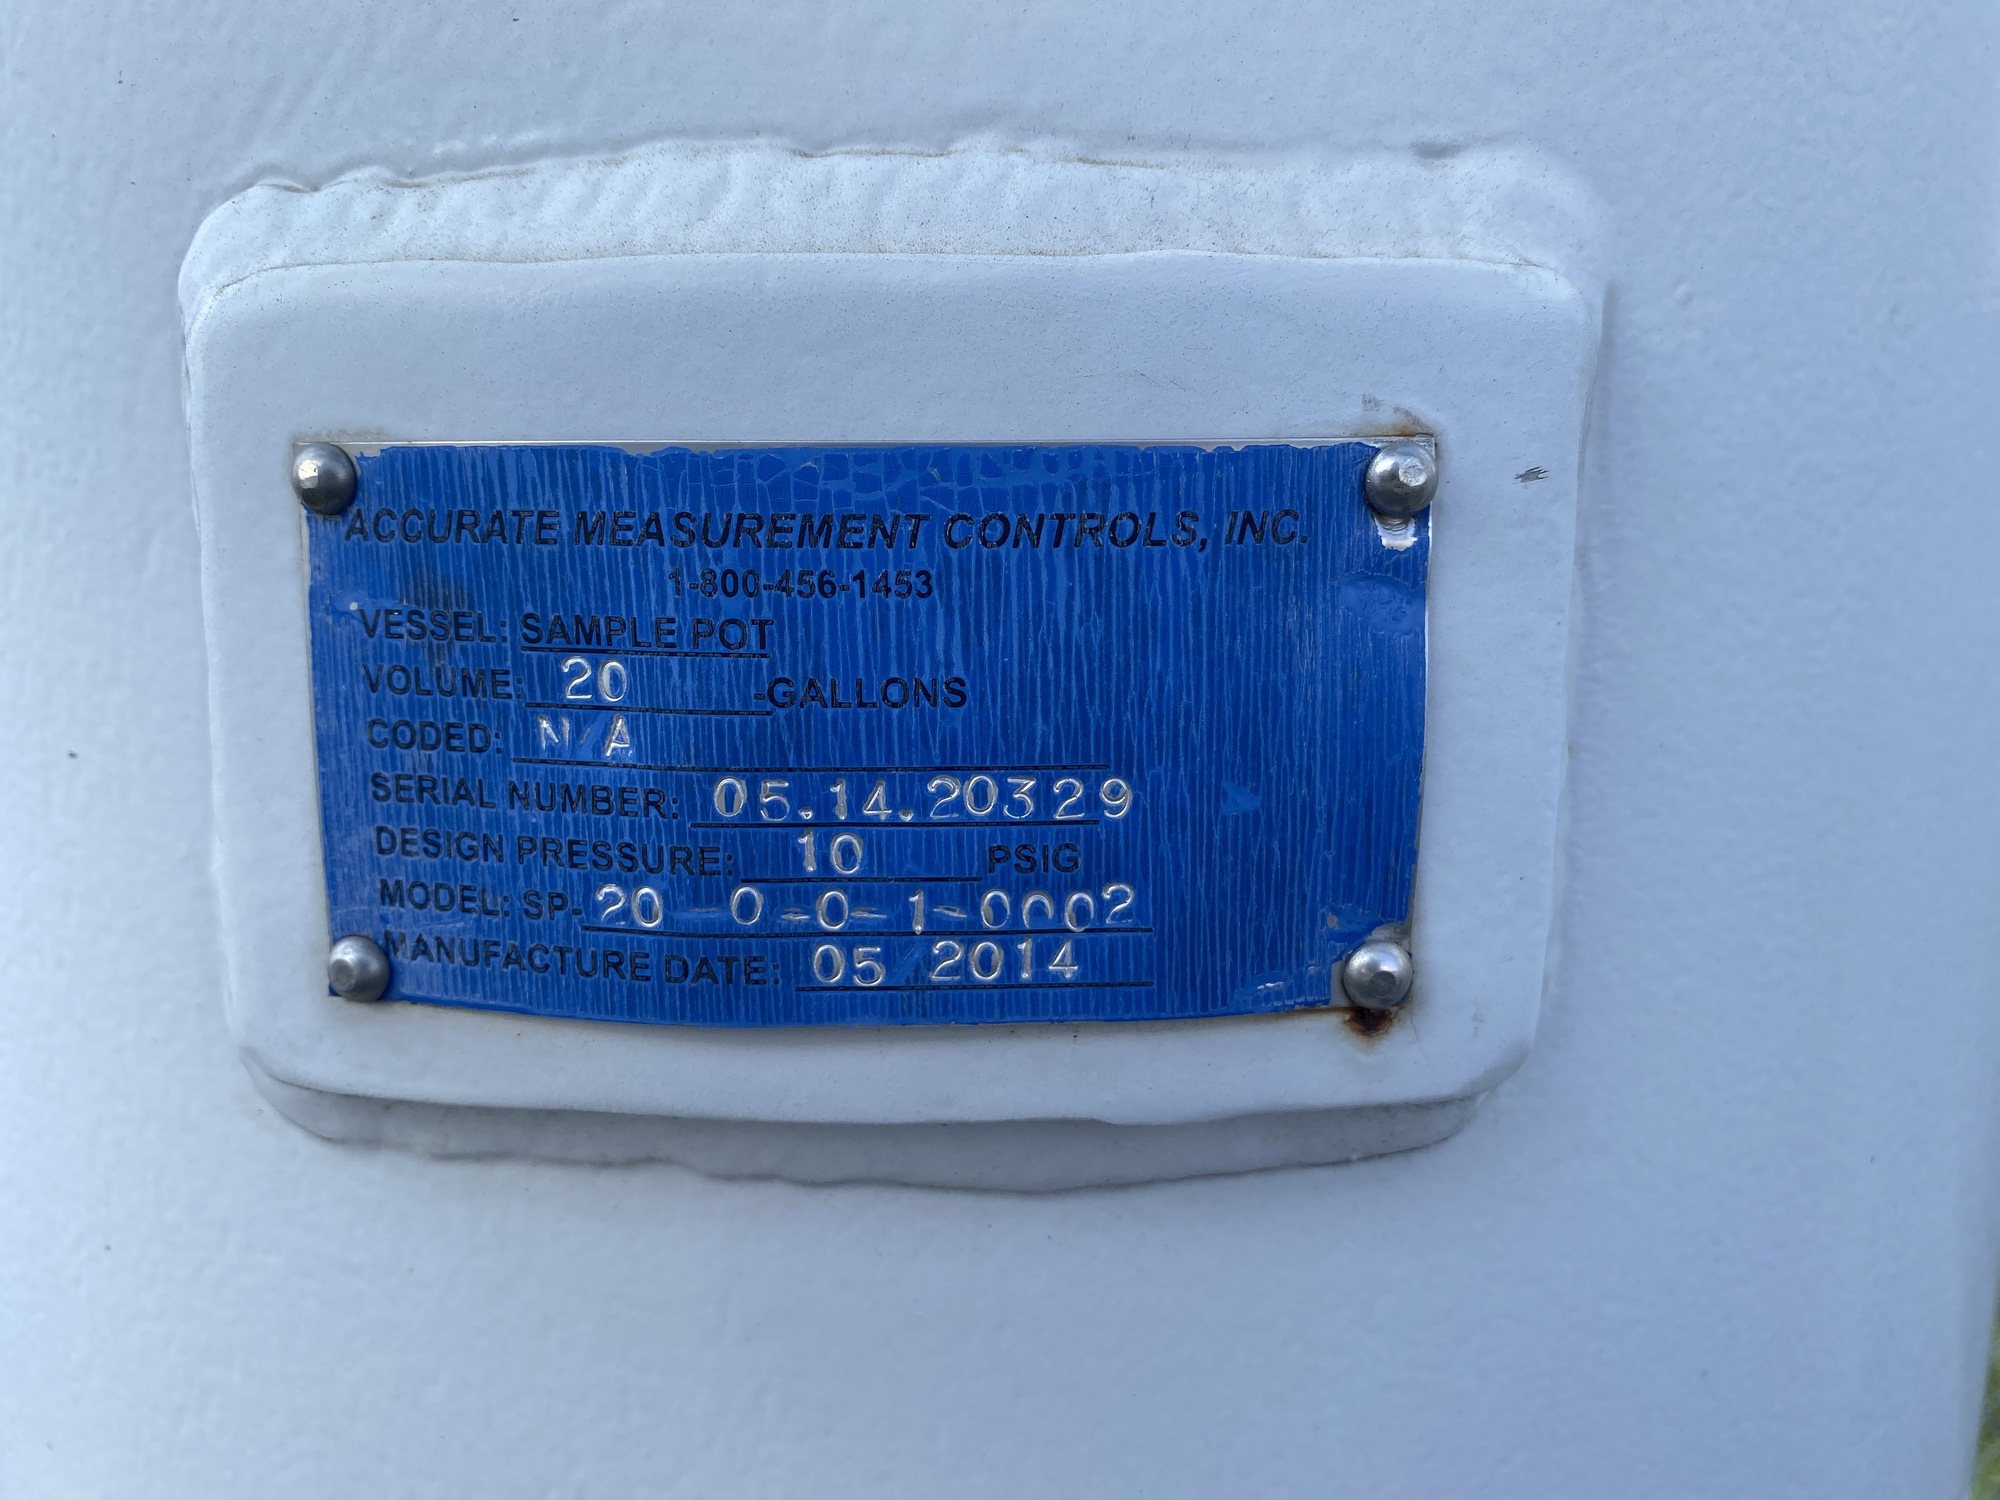 ACCURATE MEASUREMENT CONTROLS, INC.
1-800-456-1453
VESSEL: SAMPLE POT
VOLUME: 20 -GALLONS
CODED: N/A
SERIAL NUMBER: 05.14.20329
DESIGN PRESSURE: 10 PSIG
MODEL: SP-20-0-0-1-0002
MANUFACTURE DATE: 05/2014